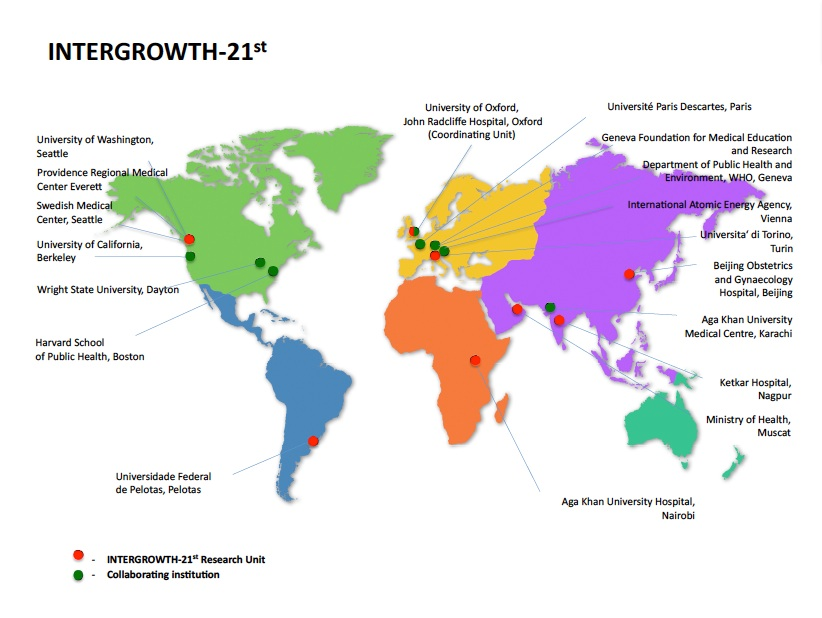 INTERGROWTH-21st
University of Oxford,
John Radcliffe Hospital, Oxford
(Coordinating Unit)
Université Paris Descartes, Paris
Geneva Foundation for Medical Education
and Research
Department of Public Health and
Environment, WHO, Geneva
International Atomic Energy Agency,
Vienna
Universita' di Torino,
Turin
Beijing Obstetrics
and Gynaecology
Hospital, Beijing
Aga Khan University
Medical Centre, Karachi
Ketkar Hospital,
Nagpur
Ministry of Health,
Muscat
University of Washington,
Seattle
Providence Regional Medical
Center Everett
Swedish Medical
Center, Seattle
University of California,
Berkeley
Wright State University, Dayton
Harvard School
of Public Health, Boston
Universidade Federal
de Pelotas, Pelotas
Aga Khan University Hospital,
Nairobi
- INTERGROWTH-21st Research Unit
- Collaborating institution